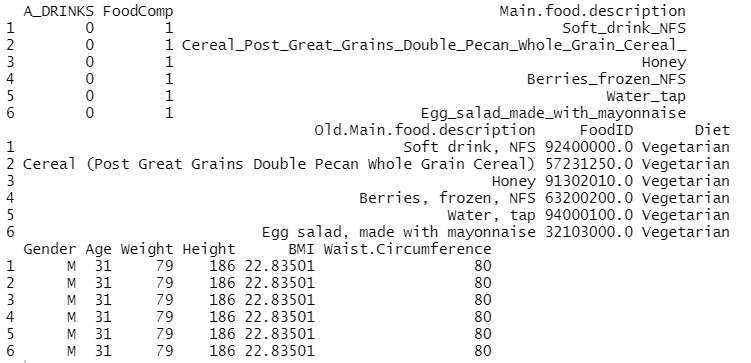 A_DRINKS FoodComp Main.food.description
1 0 1 Soft_drink_NFS
2 0 1 Cereal_Post_Great_Grains_Double_Pecan_Whole_Grain_Cereal_
3 0 1 Honey
4 0 1 Berries_frozen_NFS
5 0 1 Water_tap
6 0 1 Egg_salad_made_with_mayonnaise
Old.Main.food.description FoodID Diet
1 Soft drink, NFS 92400000.0 Vegetarian
2 Cereal (Post Great Grains Double Pecan Whole Grain Cereal) 57231250.0 Vegetarian
3 Honey 91302010.0 Vegetarian
4 Berries, frozen, NFS 63200200.0 Vegetarian
5 Water, tap 94000100.0 Vegetarian
6 Egg salad, made with mayonnaise 32103000.0 Vegetarian
Gender Age Weight Height BMI Waist.Circumference
1 M 31 79 186 22.83501 80
2 M 31 79 186 22.83501 80
3 M 31 79 186 22.83501 80
4 M 31 79 186 22.83501 80
5 M 31 79 186 22.83501 80
6 M 31 79 186 22.83501 80